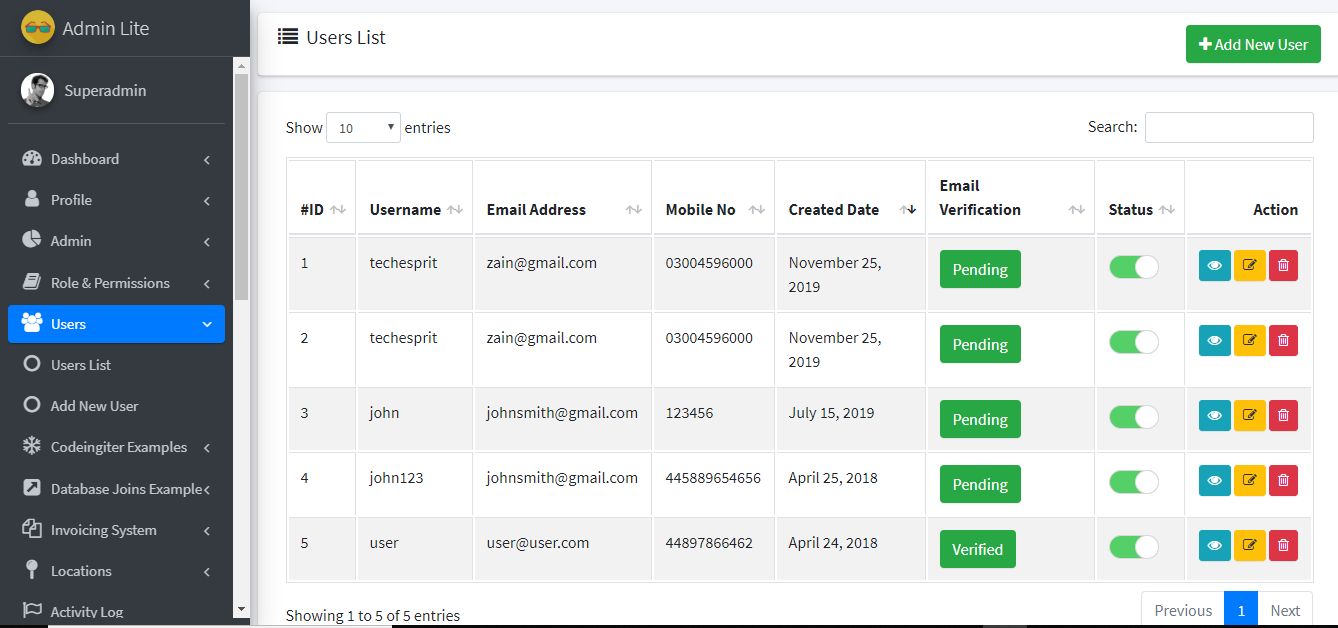 Admin Lite
Superadmin
Dashboard
Profile
Admin
Role & Permissions
Users
Users List
Add New User
Codeingiter Examples
Database Joins Example
Invoicing System
Locations
Activity Log
Users List
Add New User
Show 10 entries
Search:
#ID Username Email Address Mobile No Created Date Email Verification Status Action
1 techesprit zain@gmail.com 03004596000 November 25, 2019 Pending
2 techesprit zain@gmail.com 03004596000 November 25, 2019 Pending
3 john johnsmith@gmail.com 123456 July 15, 2019 Pending
4 john123 johnsmith@gmail.com 445889654656 April 25, 2018 Pending
5 user user@user.com 44897866462 April 24, 2018 Verified
Showing 1 to 5 of 5 entries
Previous 1 Next